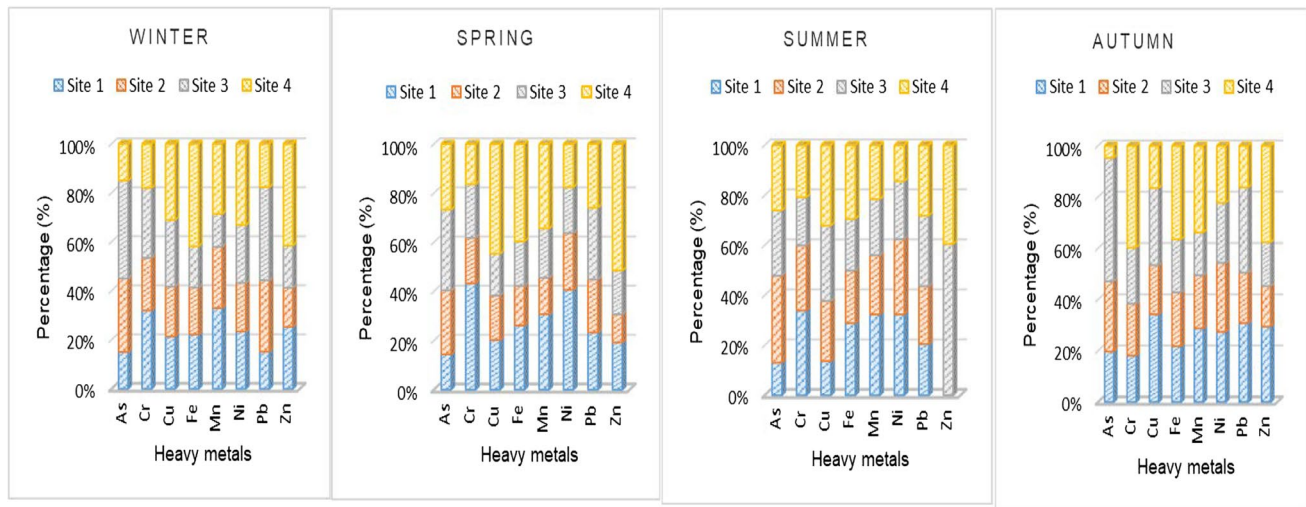 WINTER
Site 1 Site 2 Site 3 Site 4
100%
80%
60%
40%
20%
0%
Percentage (%)
As Cr Cu Fe Mn Ni Pb Zn
Heavy metals
SPRING
Site 1 Site 2 Site 3 Site 4
100%
80%
60%
40%
20%
0%
Percentage (%)
As Cr Cu Fe Mn Ni Pb Zn
Heavy metals
SUMMER
Site 1 Site 2 Site 3 Site 4
100%
80%
60%
40%
20%
0%
Percentage (%)
As Cr Cu Fe Mn Ni Pb Zn
Heavy metals
AUTUMN
Site 1 Site 2 Site 3 Site 4
100%
80%
60%
40%
20%
0%
Percentage (%)
As Cr Cu Fe Mn Ni Pb Zn
Heavy metals